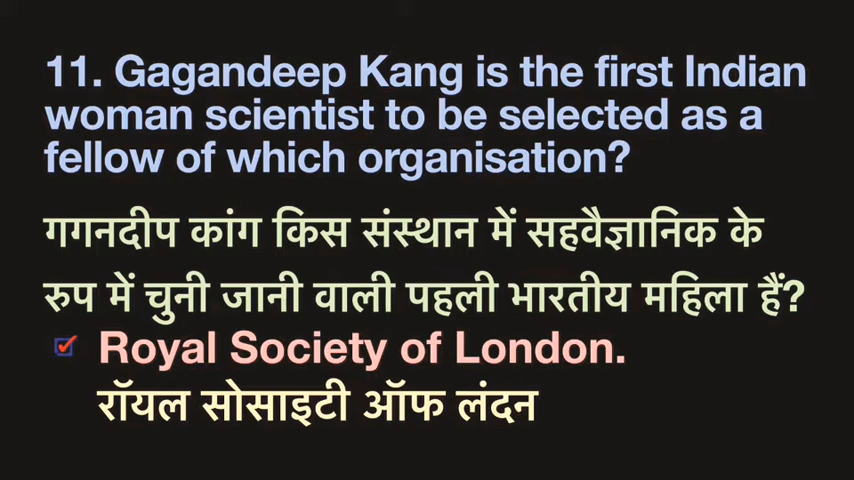 11. Gagandeep Kang is the first Indian
woman scientist to be selected as a
fellow of which organisation?
गगनदीप कांग किस संस्थान में सहवैज्ञानिक के
रुप में चुनी जानी वाली पहली भारतीय महिला हैं?
Royal Society of London.
रॉयल सोसाइटी ऑफ लंदन